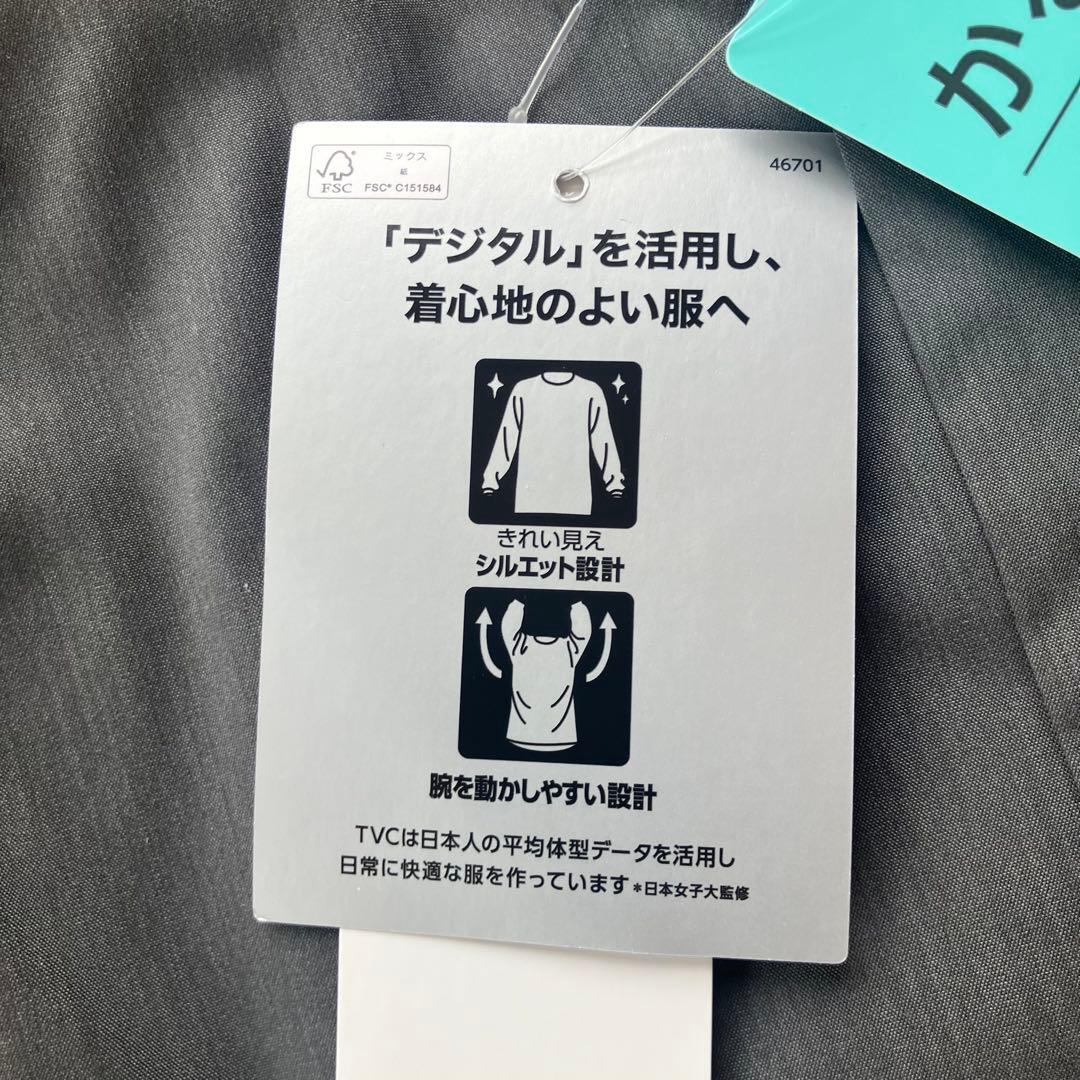 FSC
ミックス
紙
FSC® C151584
46701
「デジタル」を活用し、
着心地のよい服へ
きれい見え
シルエット設計
腕を動かしやすい設計
TVCは日本人の平均体型データを活用し
日常に快適な服を作っています＊日本女子大監修
か